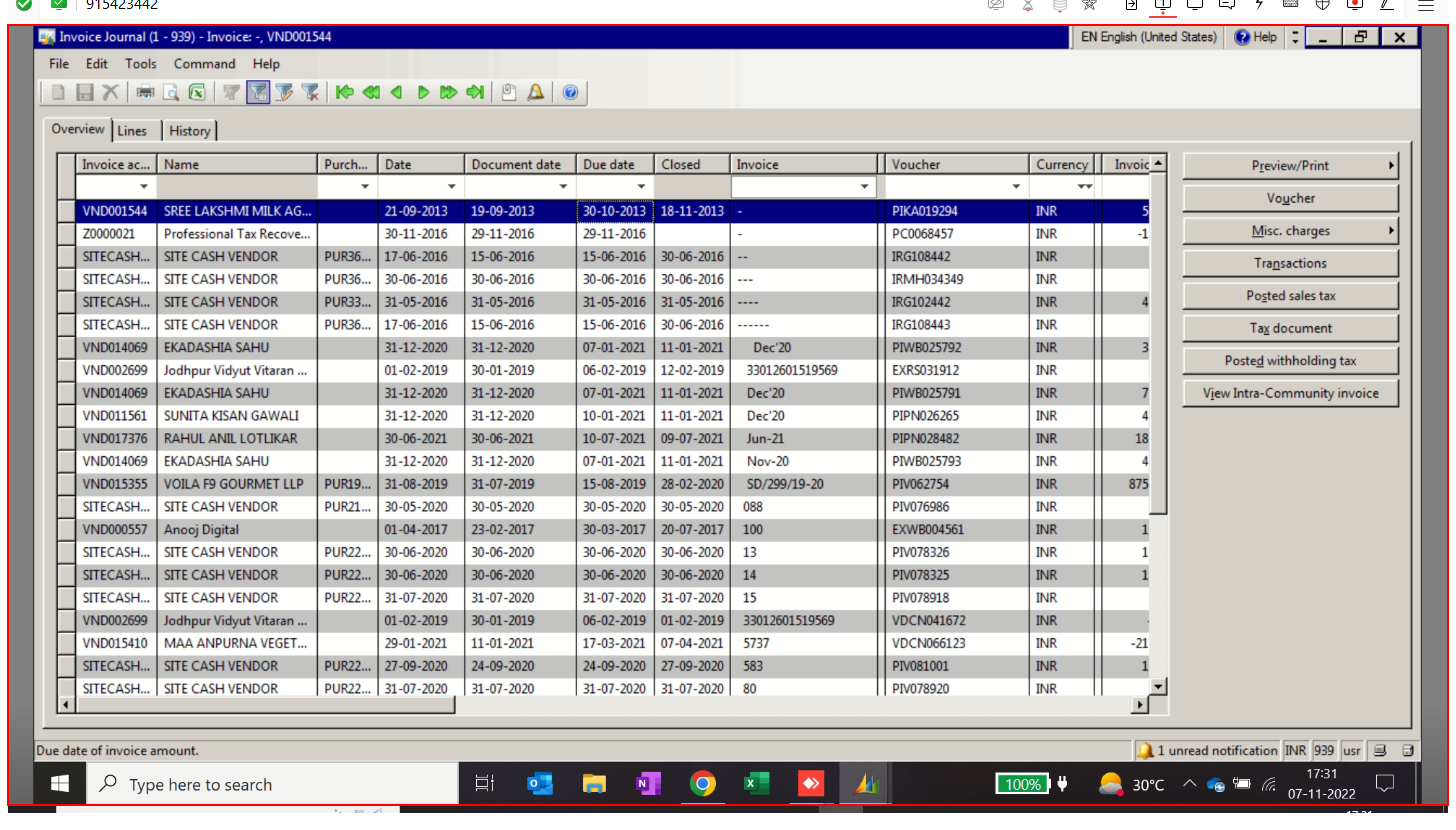 915423442
Invoice Journal (1 - 939) - Invoice: -, VND001544 EN English (United States) Help
File Edit Tools Command Help
Overview Lines History
Invoice ac... Name Purch... Date Document date Due date Closed Invoice Voucher Currency Invoic
VND001544 SREE LAKSHMI MILK AG... 21-09-2013 19-09-2013 30-10-2013 18-11-2013 - PIKA019294 INR 5
Z0000021 Professional Tax Recove... 30-11-2016 29-11-2016 29-11-2016 - PC0068457 INR -1
SITECASH... SITE CASH VENDOR PUR36... 17-06-2016 15-06-2016 15-06-2016 30-06-2016 -- IRG108442 INR
SITECASH... SITE CASH VENDOR PUR36... 30-06-2016 30-06-2016 30-06-2016 30-06-2016 --- IRMH034349 INR
SITECASH... SITE CASH VENDOR PUR33... 31-05-2016 31-05-2016 31-05-2016 31-05-2016 ---- IRG102442 INR 4
SITECASH... SITE CASH VENDOR PUR36... 17-06-2016 15-06-2016 15-06-2016 30-06-2016 ------ IRG108443 INR
VND014069 EKADASHIA SAHU 31-12-2020 31-12-2020 07-01-2021 11-01-2021 Dec'20 PIWB025792 INR 3
VND002699 Jodhpur Vidyut Vitaran ... 01-02-2019 30-01-2019 06-02-2019 12-02-2019 33012601519569 EXRS031912 INR
VND014069 EKADASHIA SAHU 31-12-2020 31-12-2020 07-01-2021 11-01-2021 Dec'20 PIWB025791 INR 7
VND011561 SUNITA KISAN GAWALI 31-12-2020 31-12-2020 10-01-2021 11-01-2021 Dec'20 PIPN026265 INR 4
VND017376 RAHUL ANIL LOTLIKAR 30-06-2021 30-06-2021 10-07-2021 09-07-2021 Jun-21 PIPN028482 INR 18
VND014069 EKADASHIA SAHU 31-12-2020 31-12-2020 07-01-2021 11-01-2021 Nov-20 PIWB025793 INR 4
VND015355 VOILA F9 GOURMET LLP PUR19... 31-08-2019 31-07-2019 15-08-2019 28-02-2020 SD/299/19-20 PIV062754 INR 875
SITECASH... SITE CASH VENDOR PUR21... 30-05-2020 30-05-2020 30-05-2020 30-05-2020 088 PIV076986 INR
VND000557 Anooj Digital 01-04-2017 23-02-2017 30-03-2017 20-07-2017 100 EXWB004561 INR 1
SITECASH... SITE CASH VENDOR PUR22... 30-06-2020 30-06-2020 30-06-2020 30-06-2020 13 PIV078326 INR 1
SITECASH... SITE CASH VENDOR PUR22... 30-06-2020 30-06-2020 30-06-2020 30-06-2020 14 PIV078325 INR 1
SITECASH... SITE CASH VENDOR PUR22... 31-07-2020 31-07-2020 31-07-2020 31-07-2020 15 PIV078918 INR
VND002699 Jodhpur Vidyut Vitaran ... 01-02-2019 30-01-2019 06-02-2019 01-02-2019 33012601519569 VDCN041672 INR
VND015410 MAA ANPURNA VEGET... 29-01-2021 11-01-2021 17-03-2021 07-04-2021 5737 VDCN066123 INR -21
SITECASH... SITE CASH VENDOR PUR22... 27-09-2020 24-09-2020 24-09-2020 27-09-2020 583 PIV081001 INR 1
SITECASH... SITE CASH VENDOR PUR22... 31-07-2020 31-07-2020 31-07-2020 31-07-2020 80 PIV078920 INR
Preview/Print
Voucher
Misc. charges
Transactions
Posted sales tax
Tax document
Posted withholding tax
View Intra-Community invoice
Due date of invoice amount. 1 unread notification INR 939 usr
Type here to search 100% 30°C 17:31
07-11-2022